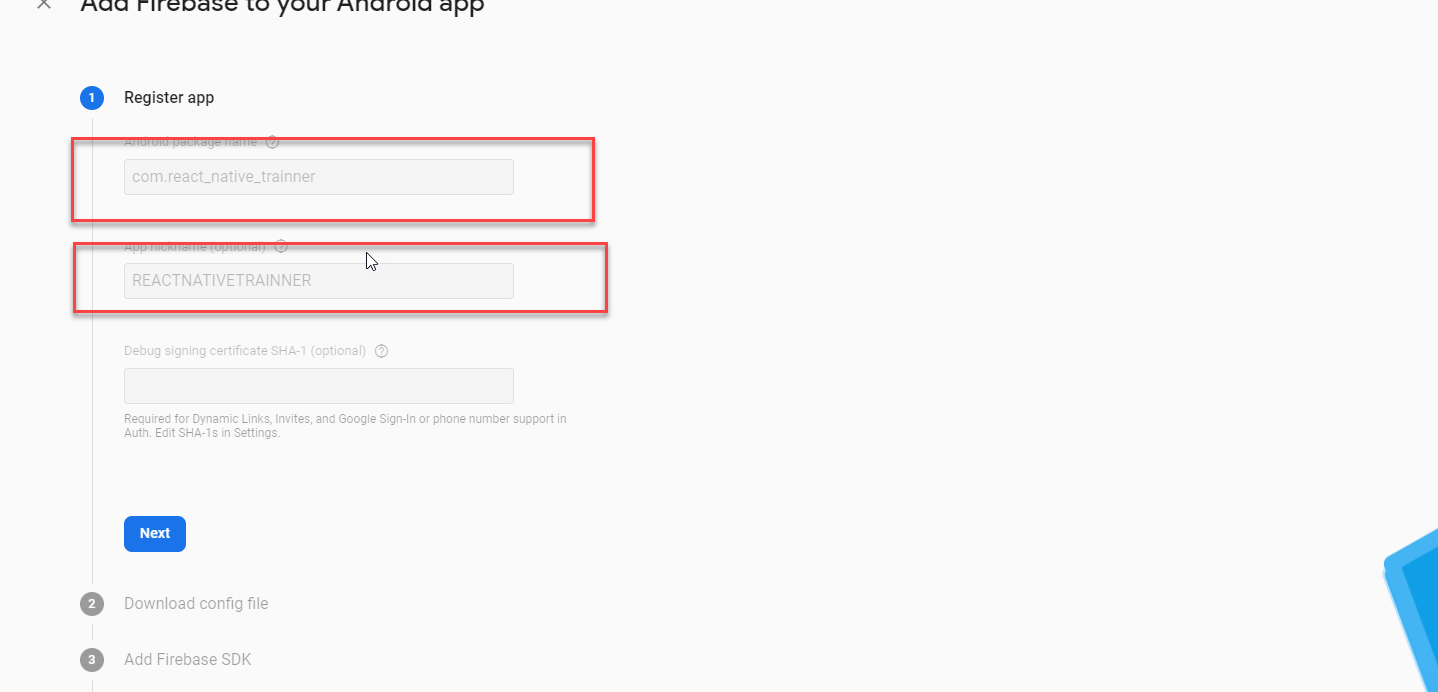 Add Firebase to your Android app
1 Register app
Android package name
com.react_native_trainner
App nickname (optional)
REACTNATIVETRAINNER
Debug signing certificate SHA-1 (optional)
Required for Dynamic Links, Invites, and Google Sign-In or phone number support in
Auth. Edit SHA-1s in Settings.
Next
2 Download config file
3 Add Firebase SDK